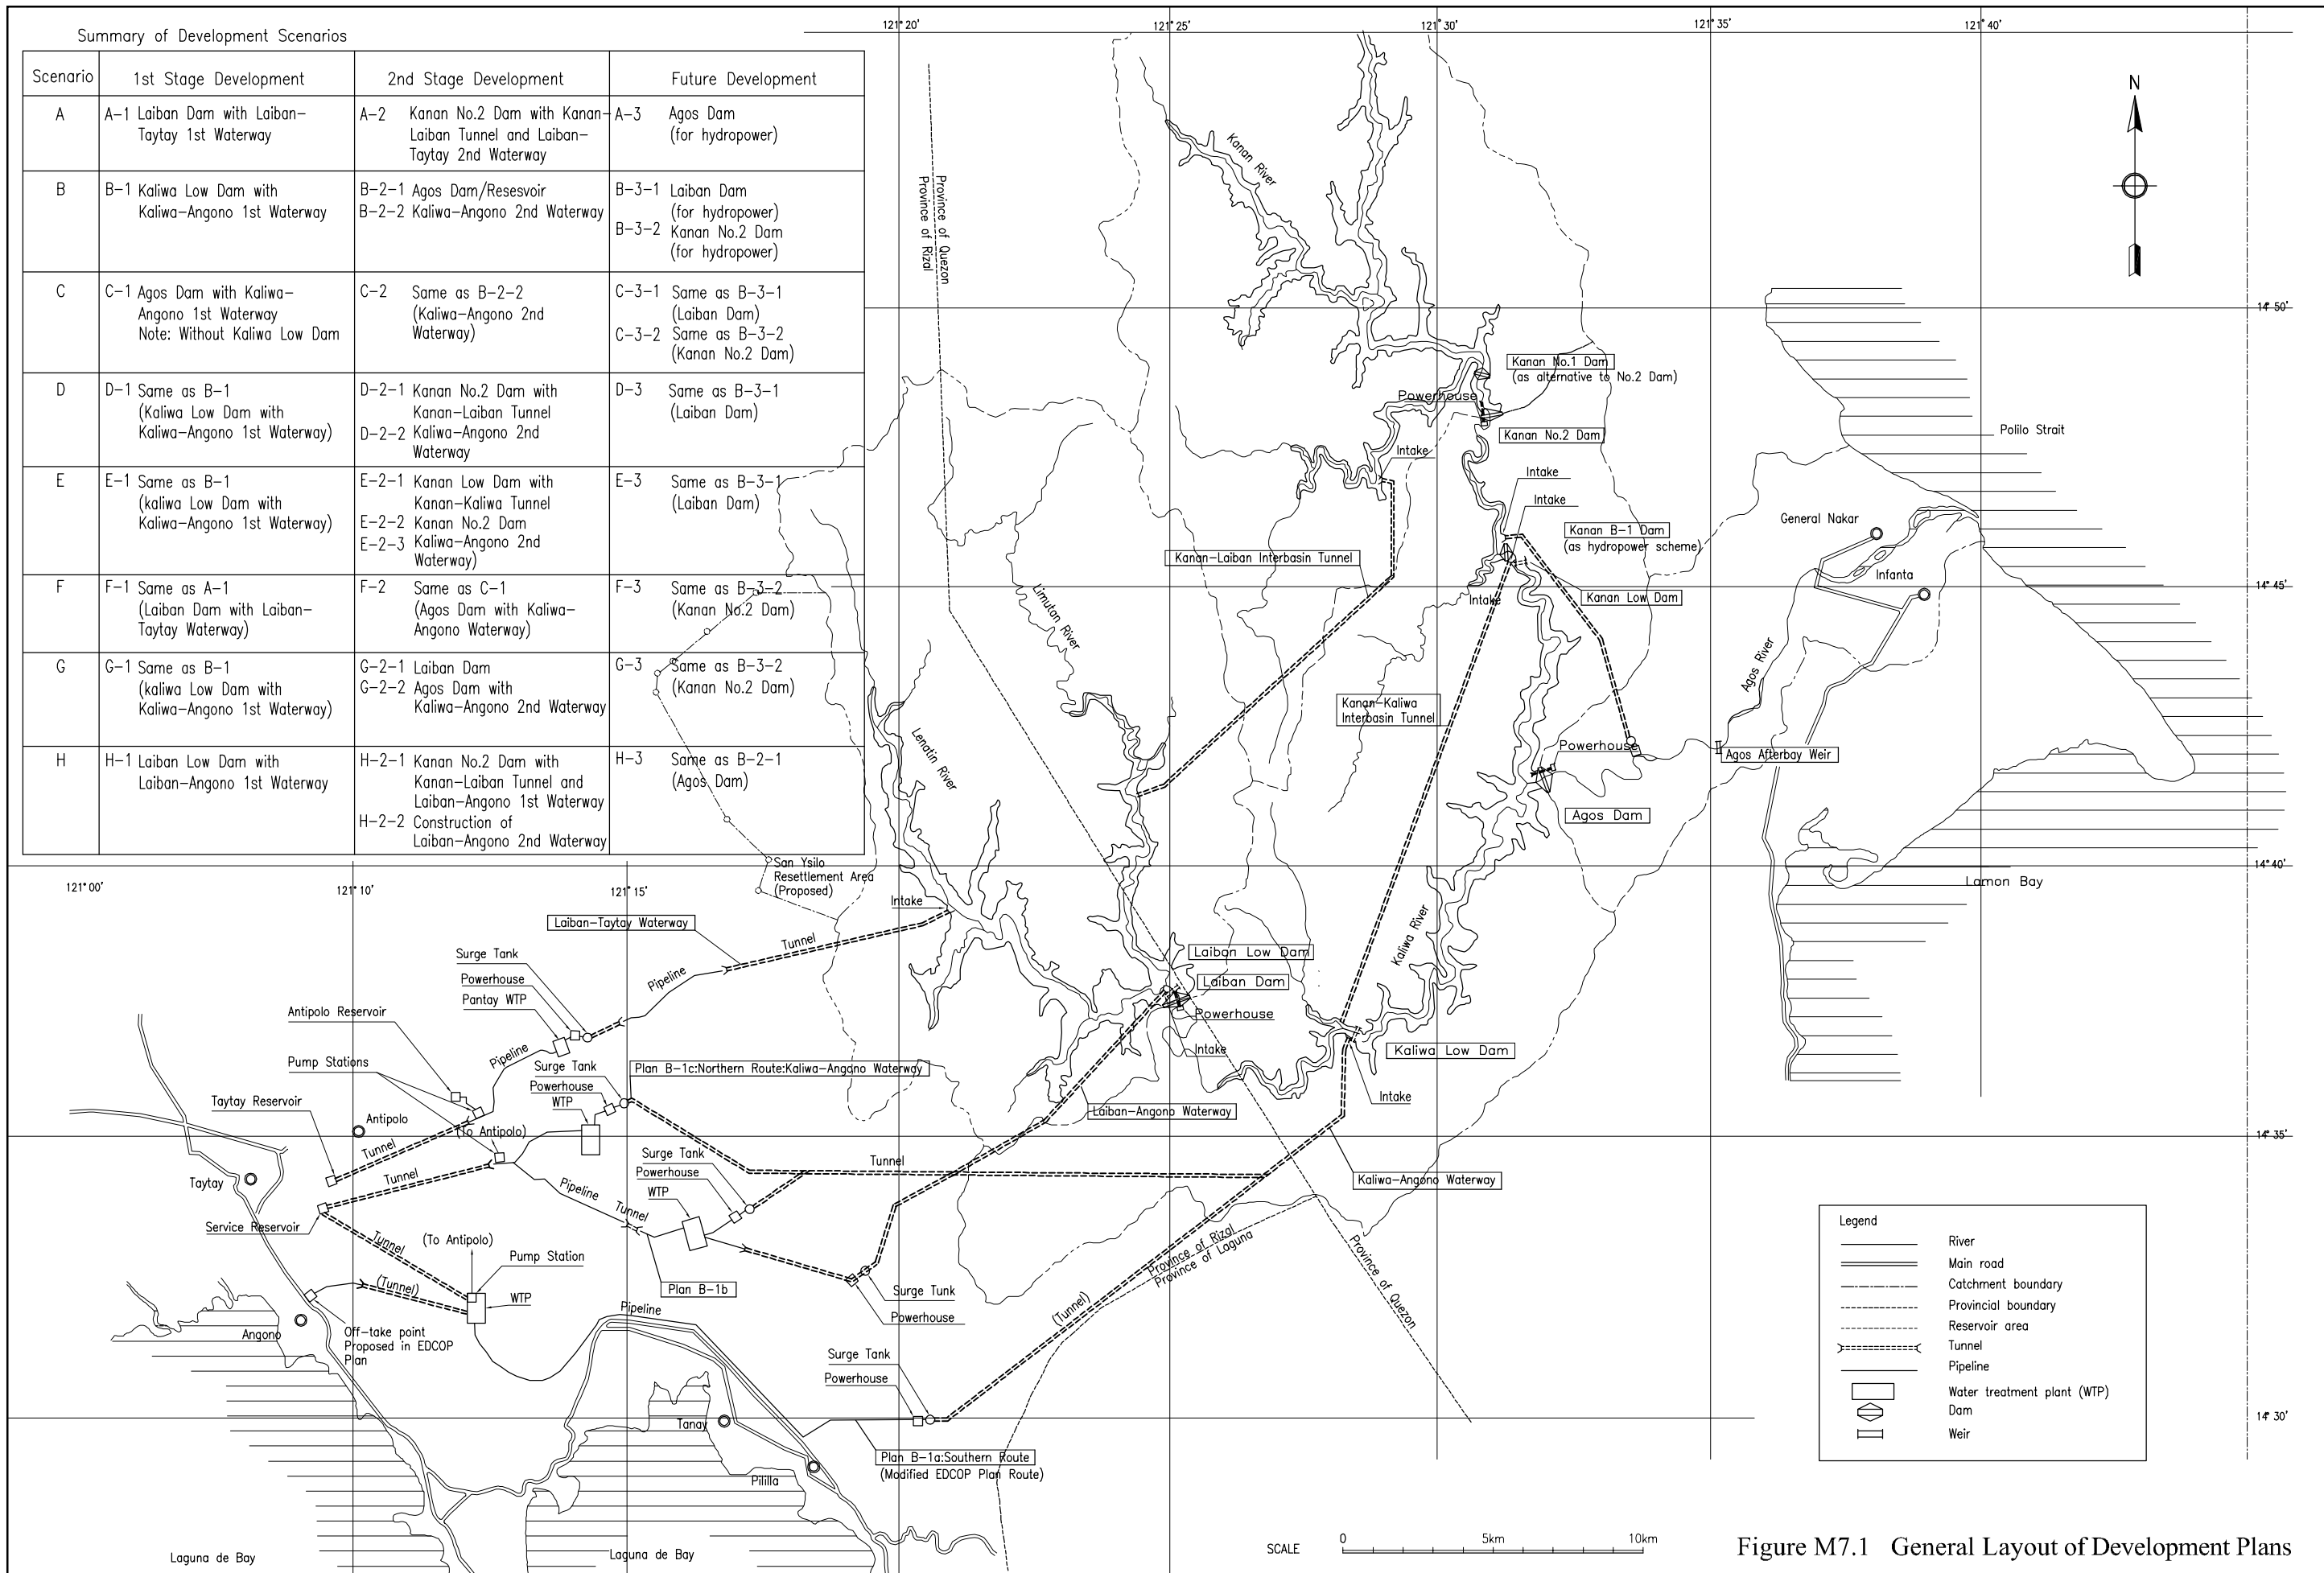 Summary of Development Scenarios
Scenario
1st Stage Development
2nd Stage Development
Future Development
A
A-1 Laiban Dam with Laiban-
Taytay 1st Waterway
A-2 Kanan No.2 Dam with Kanan-
Laiban Tunnel and Laiban-
Taytay 2nd Waterway
A-3 Agos Dam
(for hydropower)
B
B-1 Kaliwa Low Dam with
Kaliwa-Angono 1st Waterway
B-2-1 Agos Dam/Resesvoir
B-2-2 Kaliwa-Angono 2nd Waterway
B-3-1 Laiban Dam
(for hydropower)
B-3-2 Kanan No.2 Dam
(for hydropower)
C
C-1 Agos Dam with Kaliwa-
Angono 1st Waterway
Note: Without Kaliwa Low Dam
C-2 Same as B-2-2
(Kaliwa-Angono 2nd
Waterway)
C-3-1 Same as B-3-1
(Laiban Dam)
C-3-2 Same as B-3-2
(Kanan No.2 Dam)
D
D-1 Same as B-1
(Kaliwa Low Dam with
Kaliwa-Angono 1st Waterway)
D-2-1 Kanan No.2 Dam with
Kanan-Laiban Tunnel
D-2-2 Kaliwa-Angono 2nd
Waterway
D-3 Same as B-3-1
(Laiban Dam)
E
E-1 Same as B-1
(kaliwa Low Dam with
Kaliwa-Angono 1st Waterway)
E-2-1 Kanan Low Dam with
Kanan-Kaliwa Tunnel
E-2-2 Kanan No.2 Dam
E-2-3 Kaliwa-Angono 2nd
Waterway)
E-3 Same as B-3-1
(Laiban Dam)
F
F-1 Same as A-1
(Laiban Dam with Laiban-
Taytay Waterway)
F-2 Same as C-1
(Agos Dam with Kaliwa-
Angono Waterway)
F-3 Same as B-3-2
(Kanan No.2 Dam)
G
G-1 Same as B-1
(kaliwa Low Dam with
Kaliwa-Angono 1st Waterway)
G-2-1 Laiban Dam
G-2-2 Agos Dam with
Kaliwa-Angono 2nd Waterway
G-3 Same as B-3-2
(Kanan No.2 Dam)
H
H-1 Laiban Low Dam with
Laiban-Angono 1st Waterway
H-2-1 Kanan No.2 Dam with
Kanan-Laiban Tunnel and
Laiban-Angono 1st Waterway
H-2-2 Construction of
Laiban-Angono 2nd Waterway
H-3 Same as B-2-1
(Agos Dam)
121° 20'
121° 25'
121° 30'
121° 35'
121° 40'
N
Kanan River
Province of Quezon
Province of Rizal
14° 50'
Kanan No.1 Dam
(as alternative to No.2 Dam)
Powerhouse
Kanan No.2 Dam
Polilo Strait
Intake
Intake
Intake
General Nakar
Kanan B-1 Dam
(as hydropower scheme)
Kanan-Laiban Interbasin Tunnel
Infanta
14° 45'
Intake
Kanan Low Dam
Limutan River
Agos River
Kanan-Kaliwa
Interbasin Tunnel
Lenatin River
Powerhouse
Agos Afterbay Weir
Agos Dam
14° 40'
San Ysilo
Resettlement Area
(Proposed)
Lamon Bay
121° 00'
121° 10'
121° 15'
Intake
Laiban-Taytay Waterway
Tunnel
Kaliwa River
Surge Tank
Laiban Low Dam
Powerhouse
Pipeline
Laiban Dam
Pantay WTP
Antipolo Reservoir
Powerhouse
Pipeline
Intake
Kaliwa Low Dam
Pump Stations
Surge Tank
Plan B-1c:Northern Route:Kaliwa-Angono Waterway
Powerhouse
WTP
Taytay Reservoir
Intake
Laiban-Angono Waterway
Antipolo
(To Antipolo)
14° 35'
Tunnel
Surge Tank
Tunnel
Powerhouse
Tunnel
Taytay
Kaliwa-Angono Waterway
Pipeline
WTP
Tunnel
Service Reservoir
Tunnel
(To Antipolo)
Pump Station
Province of Rizal
Province of Laguna
Province of Quezon
(Tunnel)
Plan B-1b
Surge Tunk
WTP
Pipeline
Powerhouse
(Tunnel)
Angono
Off-take point
Proposed in EDCOP
Plan
Surge Tank
Powerhouse
Tanay
14° 30'
Plan B-1a:Southern Route
(Modified EDCOP Plan Route)
Pililla
Laguna de Bay
Laguna de Bay
Legend
River
Main road
Catchment boundary
Provincial boundary
Reservoir area
Tunnel
Pipeline
Water treatment plant (WTP)
Dam
Weir
SCALE
0
5km
10km
Figure M7.1 General Layout of Development Plans